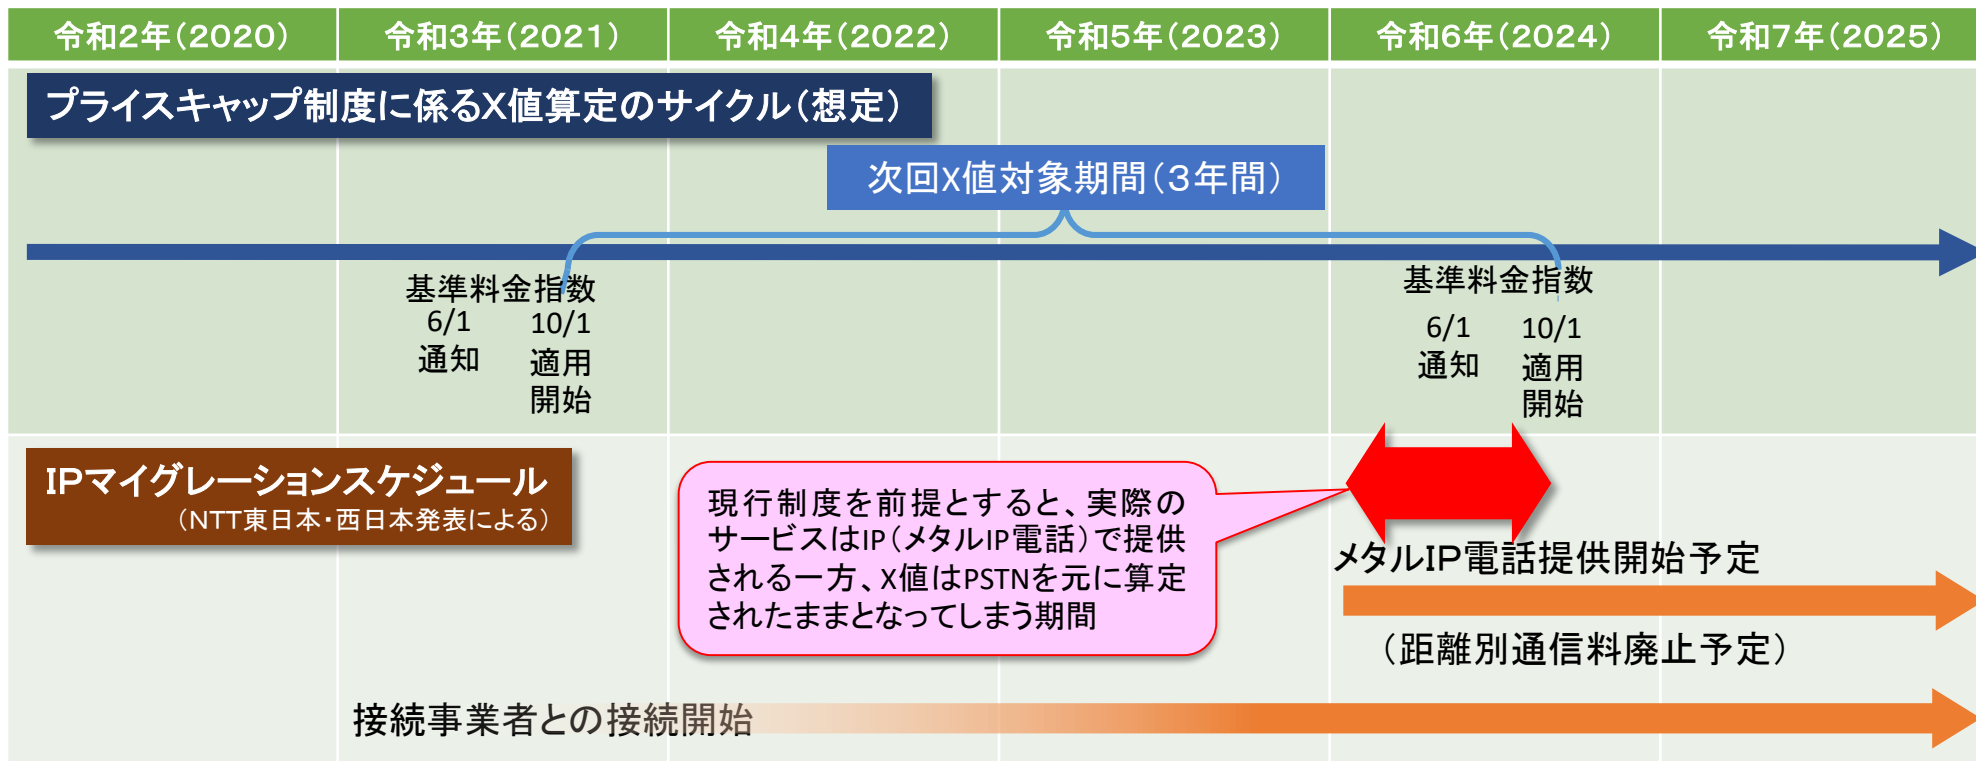 令和2年(2020)
令和3年(2021)
令和4年(2022)
令和5年(2023)
令和6年(2024)
令和7年(2025)
プライスキャップ制度に係るX値算定のサイクル(想定)
次回X値対象期間(3年間)
基準料金指数
6/1
通知
10/1
適用
開始
基準料金指数
6/1
通知
10/1
適用
開始
IPマイグレーションスケジュール
(NTT東日本・西日本発表による)
現行制度を前提とすると、実際の
サービスはIP(メタルIP電話)で提供
される一方、X値はPSTNを元に算定
されたままとなってしまう期間
メタルIP電話提供開始予定
(距離別通信料廃止予定)
接続事業者との接続開始